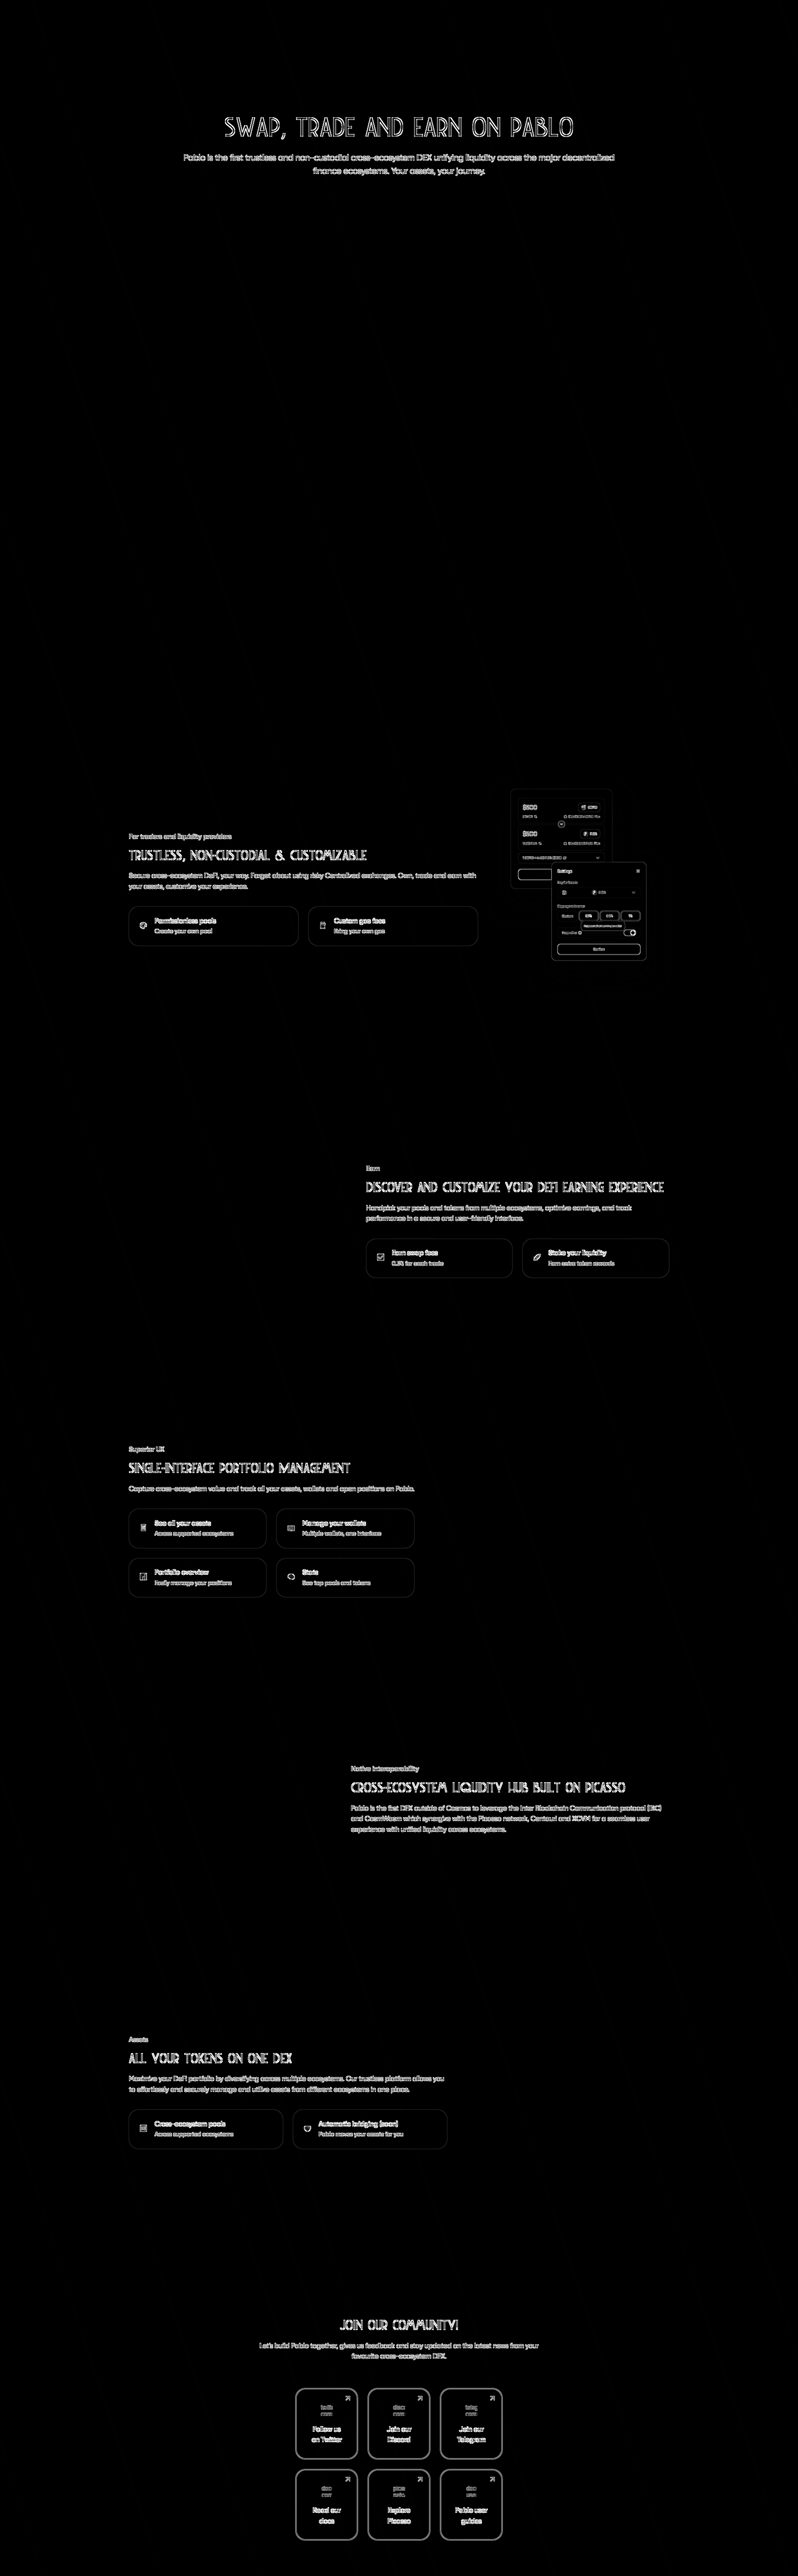 SWAP, TRADE AND EARN ON PABLO
Pablo is the first trustless and non-custodial cross-ecosystem DEX unifying liquidity across the major decentralized
finance ecosystems. Your assets, your journey.
$500
$500
Settings
For traders and liquidity providers
TRUSTLESS, NON-CUSTODIAL & CUSTOMIZABLE
Secure cross-ecosystem DeFi, your way. Forget about using risky Centralized exchanges. Own, trade and earn with
your assets, customize your experience.
Permissionless pools
Create your own pool
Custom gas fees
Bring your own gas
Earn
DISCOVER AND CUSTOMIZE YOUR DEFI EARNING EXPERIENCE
Handpick your pools and tokens from multiple ecosystems, optimize earnings, and track
performance in a secure and user-friendly interface.
Earn swap fees
for each trade
Stake your liquidity
Earn extra token rewards
Superior UX
SINGLE-INTERFACE PORTFOLIO MANAGEMENT
Capture cross-ecosystem value and track all your assets, wallets and open positions on Pablo.
See all your assets
Across supported ecosystems
Manage your wallets
Multiple wallets, one interface
Portfolio overview
Easily manage your positions
Stats
See top pools and tokens
Native Interoperability
CROSS-ECOSYSTEM LIQUIDITY HUB BUILT ON PICASSO
Pablo is the first DEX outside of Cosmos to leverage the Inter Blockchain Communication protocol (IBC)
and CosmWasm which synergize with the Picasso network, Centauri and XCVM for a seamless user
experience with unified liquidity across ecosystems.
Assets
ALL YOUR TOKENS ON ONE DEX
Maximize your DeFi portfolio by diversifying across multiple ecosystems. Our trustless platform allows you
to effortlessly and securely manage and utilize assets from different ecosystems in one place.
Cross-ecosystem pools
Across supported ecosystems
Automatic bridging (soon)
Pablo moves your assets for you
JOIN OUR COMMUNITY!
Let's build Pablo together, gives us feedback and stay updated on the latest news from your
favourite cross-ecosystem DEX.
Follow us
on Twitter
Join our
Discord
Join our
Telegram
Read our
docs
Explore
Picasso
Pablo user
guides